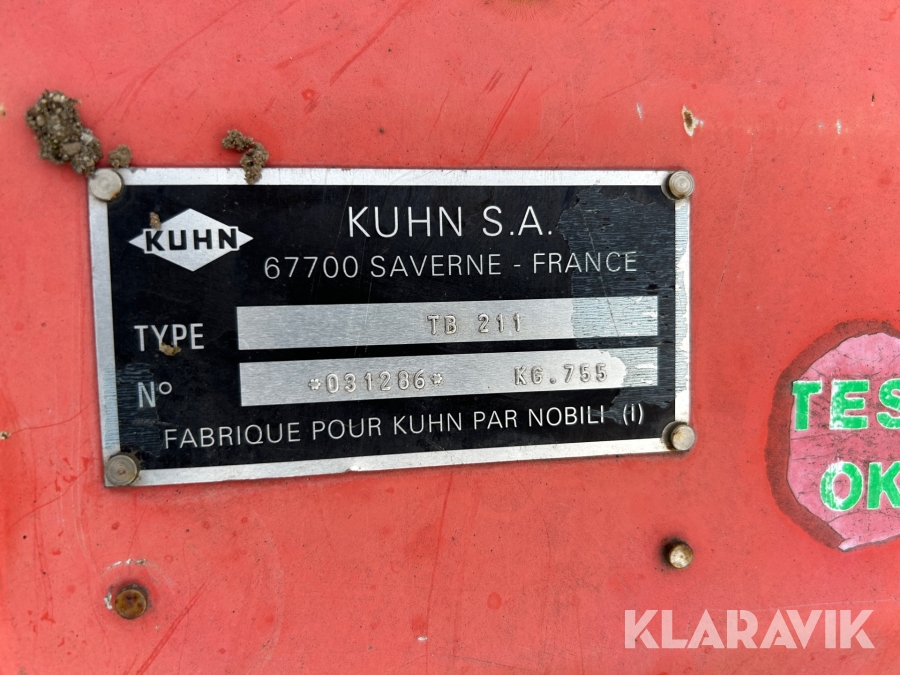 KUHN
KUHN S.A.
67700 SAVERNE - FRANCE
TYPE TB 211
Nº *031286* KG.755
FABRIQUE POUR KUHN PAR NOBILI (I)
TES
OK
KLARAVIK